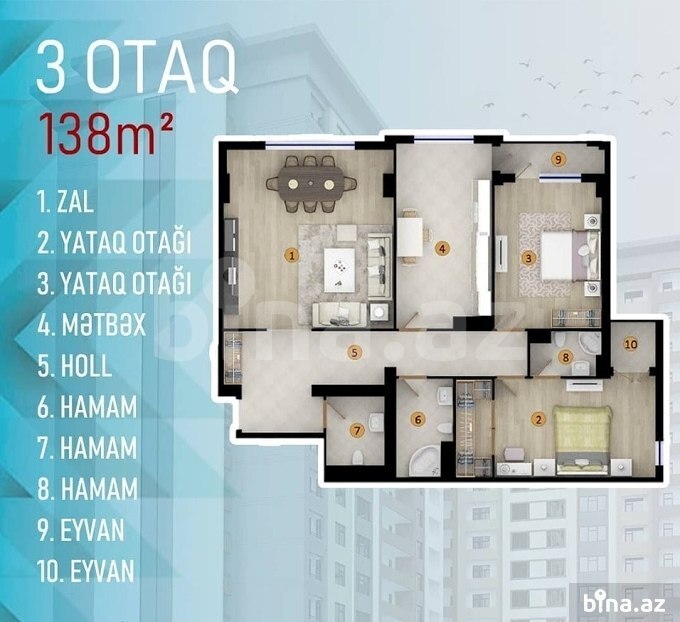 3 OTAQ
138m²
1. ZAL
2. YATAQ OTAĞI
3. YATAQ OTAĞI
4. MƏTBƏX
5. HOLL
6. HAMAM
7. HAMAM
8. HAMAM
9. EYVAN
10. EYVAN
1
4
9
3
5
8
10
7
6
2
bina.az
bina.az